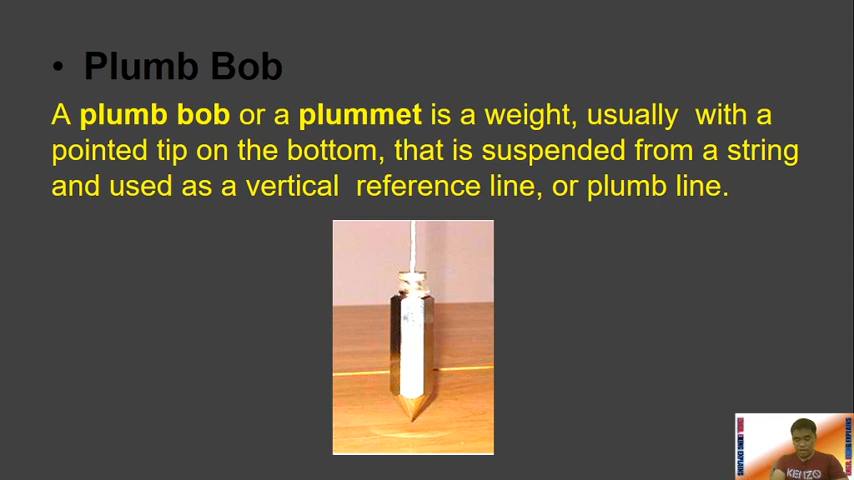 • Plumb Bob
A plumb bob or a plummet is a weight, usually with a
pointed tip on the bottom, that is suspended from a string
and used as a vertical reference line, or plumb line.
KENZO